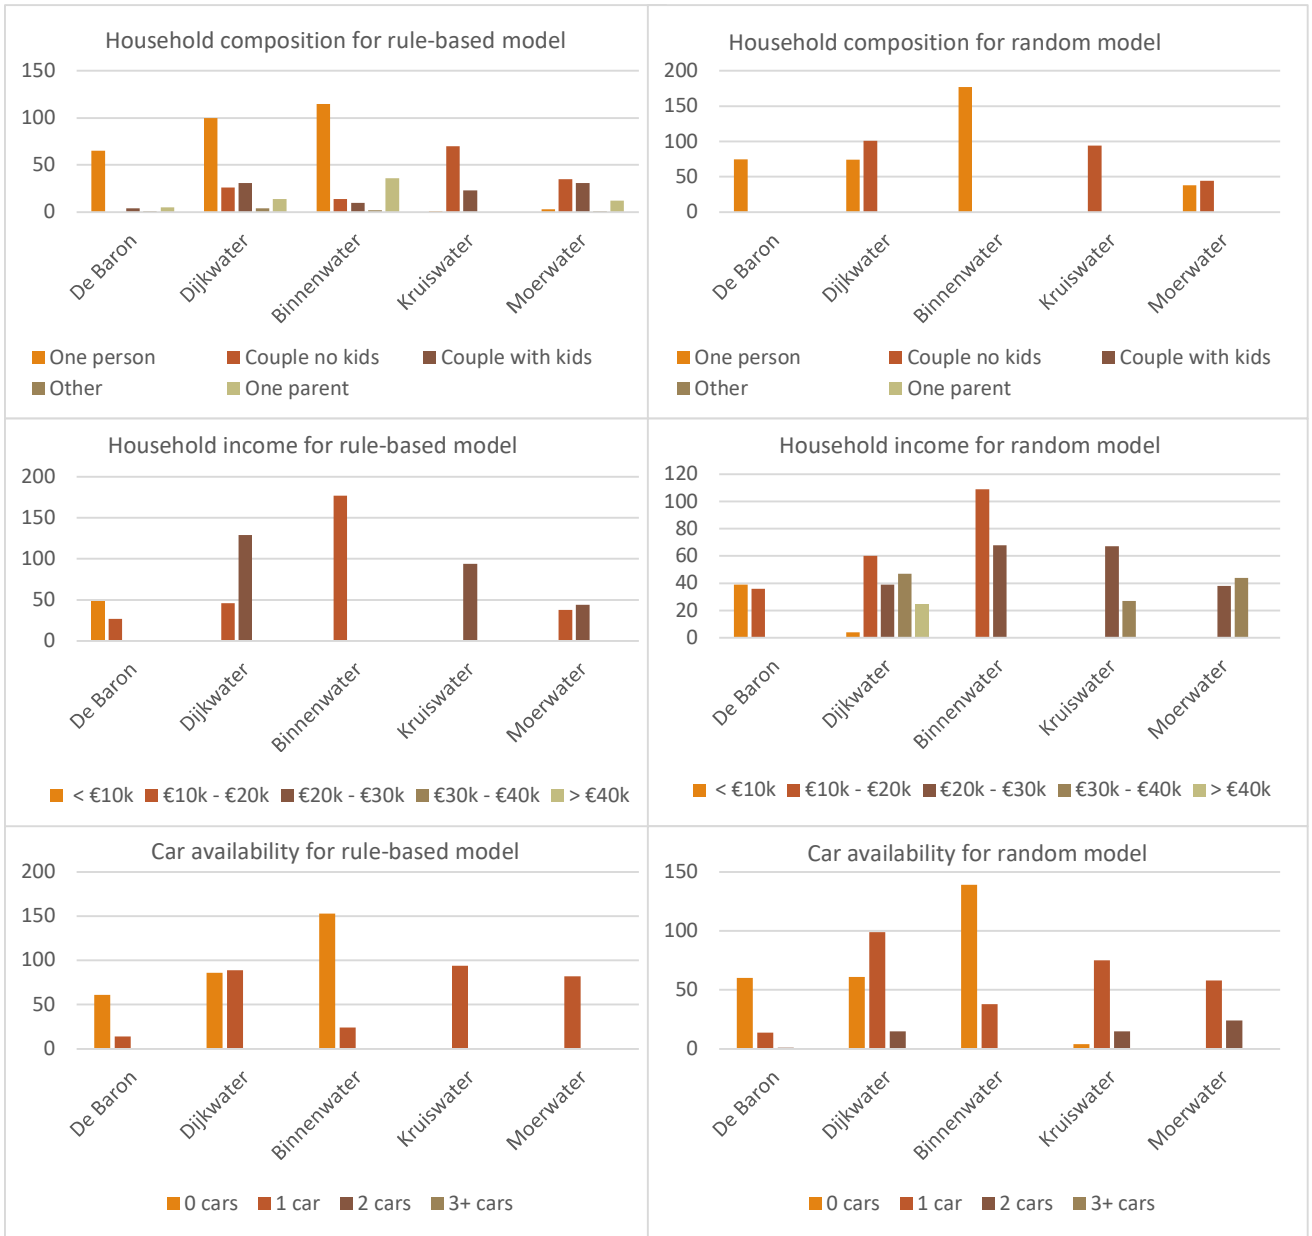 Household composition for rule-based model
150
100
50
0
De Baron
Dijkwater
Binnenwater
Kruiswater
Moerwater
One person Couple no kids Couple with kids
Other One parent
Household composition for random model
200
150
100
50
0
De Baron
Dijkwater
Binnenwater
Kruiswater
Moerwater
One person Couple no kids Couple with kids
Other One parent
Household income for rule-based model
200
150
100
50
0
De Baron
Dijkwater
Binnenwater
Kruiswater
Moerwater
< €10k €10k - €20k €20k - €30k €30k - €40k > €40k
Household income for random model
120
100
80
60
40
20
0
De Baron
Dijkwater
Binnenwater
Kruiswater
Moerwater
< €10k €10k - €20k €20k - €30k €30k - €40k > €40k
Car availability for rule-based model
200
150
100
50
0
De Baron
Dijkwater
Binnenwater
Kruiswater
Moerwater
0 cars 1 car 2 cars 3+ cars
Car availability for random model
150
100
50
0
De Baron
Dijkwater
Binnenwater
Kruiswater
Moerwater
0 cars 1 car 2 cars 3+ cars